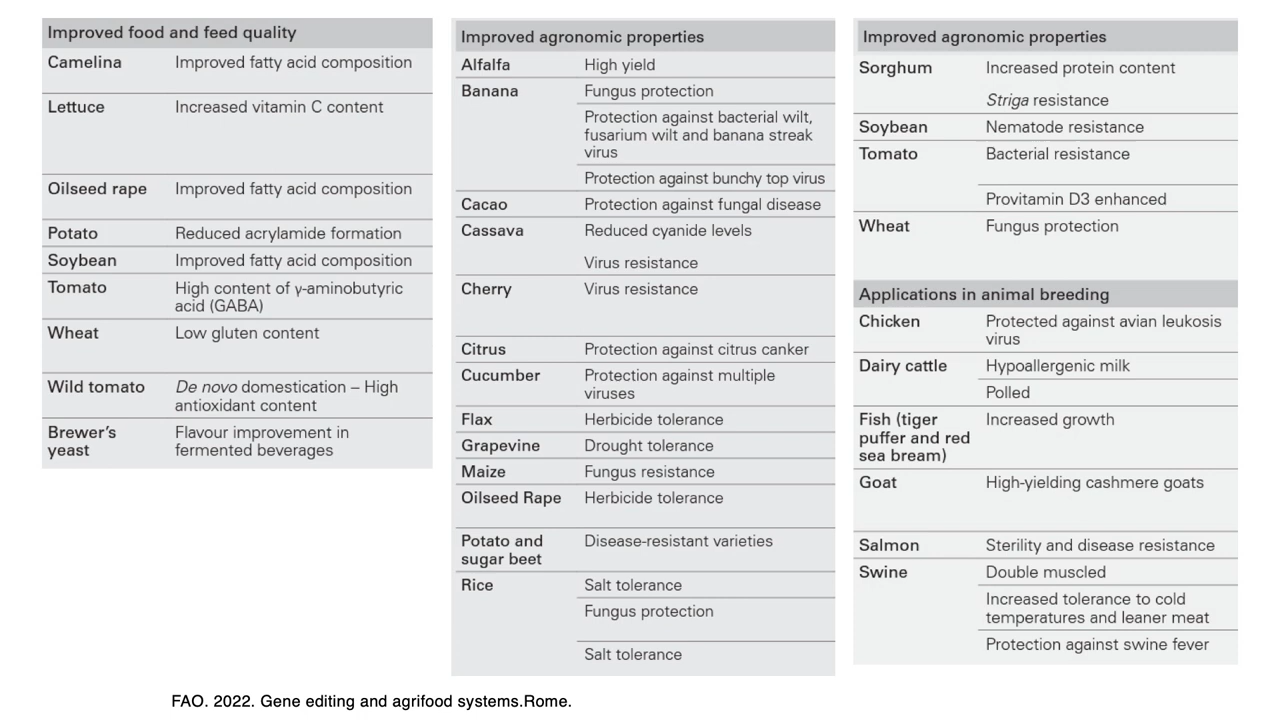 Improved food and feed quality
Camelina Improved fatty acid composition
Lettuce Increased vitamin C content
Oilseed rape Improved fatty acid composition
Potato Reduced acrylamide formation
Soybean Improved fatty acid composition
Tomato High content of γ-aminobutyric
acid (GABA)
Wheat Low gluten content
Wild tomato De novo domestication – High
antioxidant content
Brewer's Flavour improvement in
yeast fermented beverages
Improved agronomic properties
Alfalfa High yield
Banana Fungus protection
Protection against bacterial wilt,
fusarium wilt and banana streak
virus
Protection against bunchy top virus
Cacao Protection against fungal disease
Cassava Reduced cyanide levels
Virus resistance
Cherry Virus resistance
Citrus Protection against citrus canker
Cucumber Protection against multiple
viruses
Flax Herbicide tolerance
Grapevine Drought tolerance
Maize Fungus resistance
Oilseed Rape Herbicide tolerance
Potato and Disease-resistant varieties
sugar beet
Rice Salt tolerance
Fungus protection
Salt tolerance
Improved agronomic properties
Sorghum Increased protein content
Striga resistance
Soybean Nematode resistance
Tomato Bacterial resistance
Provitamin D3 enhanced
Wheat Fungus protection
Applications in animal breeding
Chicken Protected against avian leukosis
virus
Dairy cattle Hypoallergenic milk
Polled
Fish (tiger Increased growth
puffer and red
sea bream)
Goat High-yielding cashmere goats
Salmon Sterility and disease resistance
Swine Double muscled
Increased tolerance to cold
temperatures and leaner meat
Protection against swine fever
FAO. 2022. Gene editing and agrifood systems.Rome.